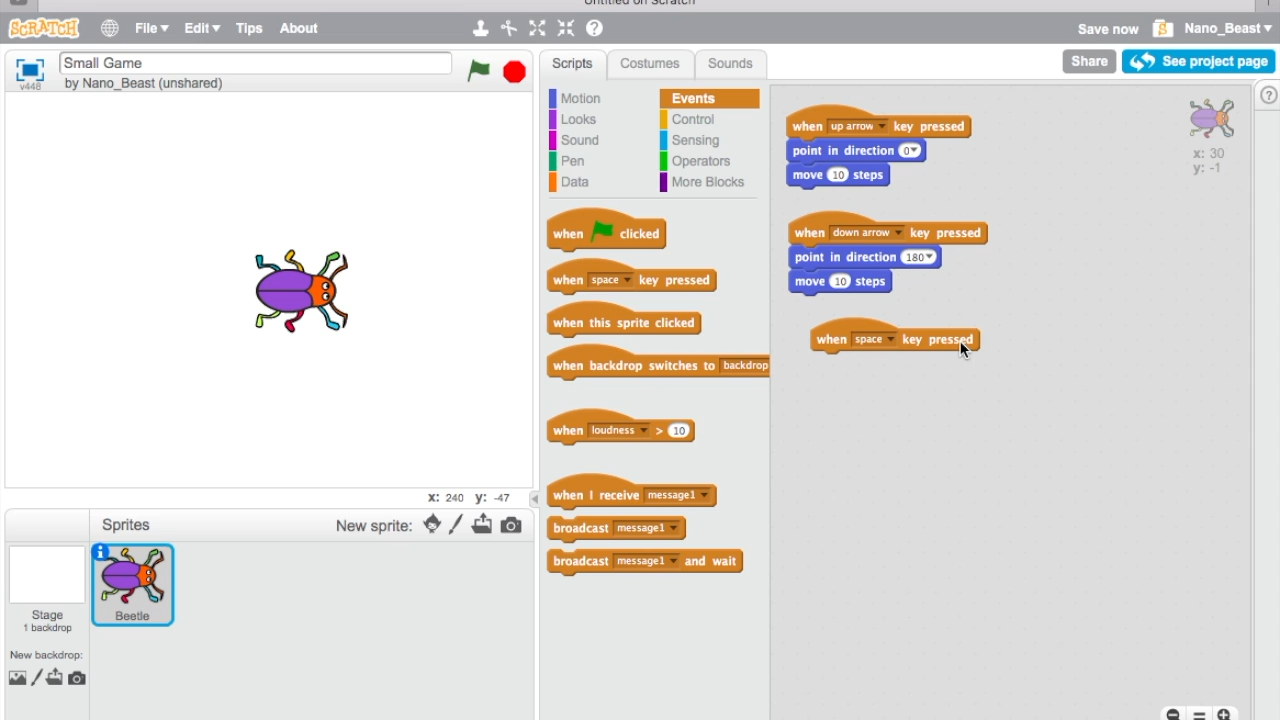 Untitled on Scratch
SCRATCH File Edit Tips About Save now Nano_Beast
Small Game
v448
by Nano_Beast (unshared)
Share
See project page
Scripts Costumes Sounds
Motion Events
Looks Control
Sound Sensing
Pen Operators
Data More Blocks
when clicked
when space key pressed
when this sprite clicked
when backdrop switches to backdrop
when loudness > 10
when I receive message1
broadcast message1
broadcast message1 and wait
when up arrow key pressed
point in direction 0
move 10 steps
when down arrow key pressed
point in direction 180
move 10 steps
when space key pressed
x: 30
y: -1
x: 240 y: -47
Sprites New sprite:
Stage
1 backdrop
New backdrop:
Beetle